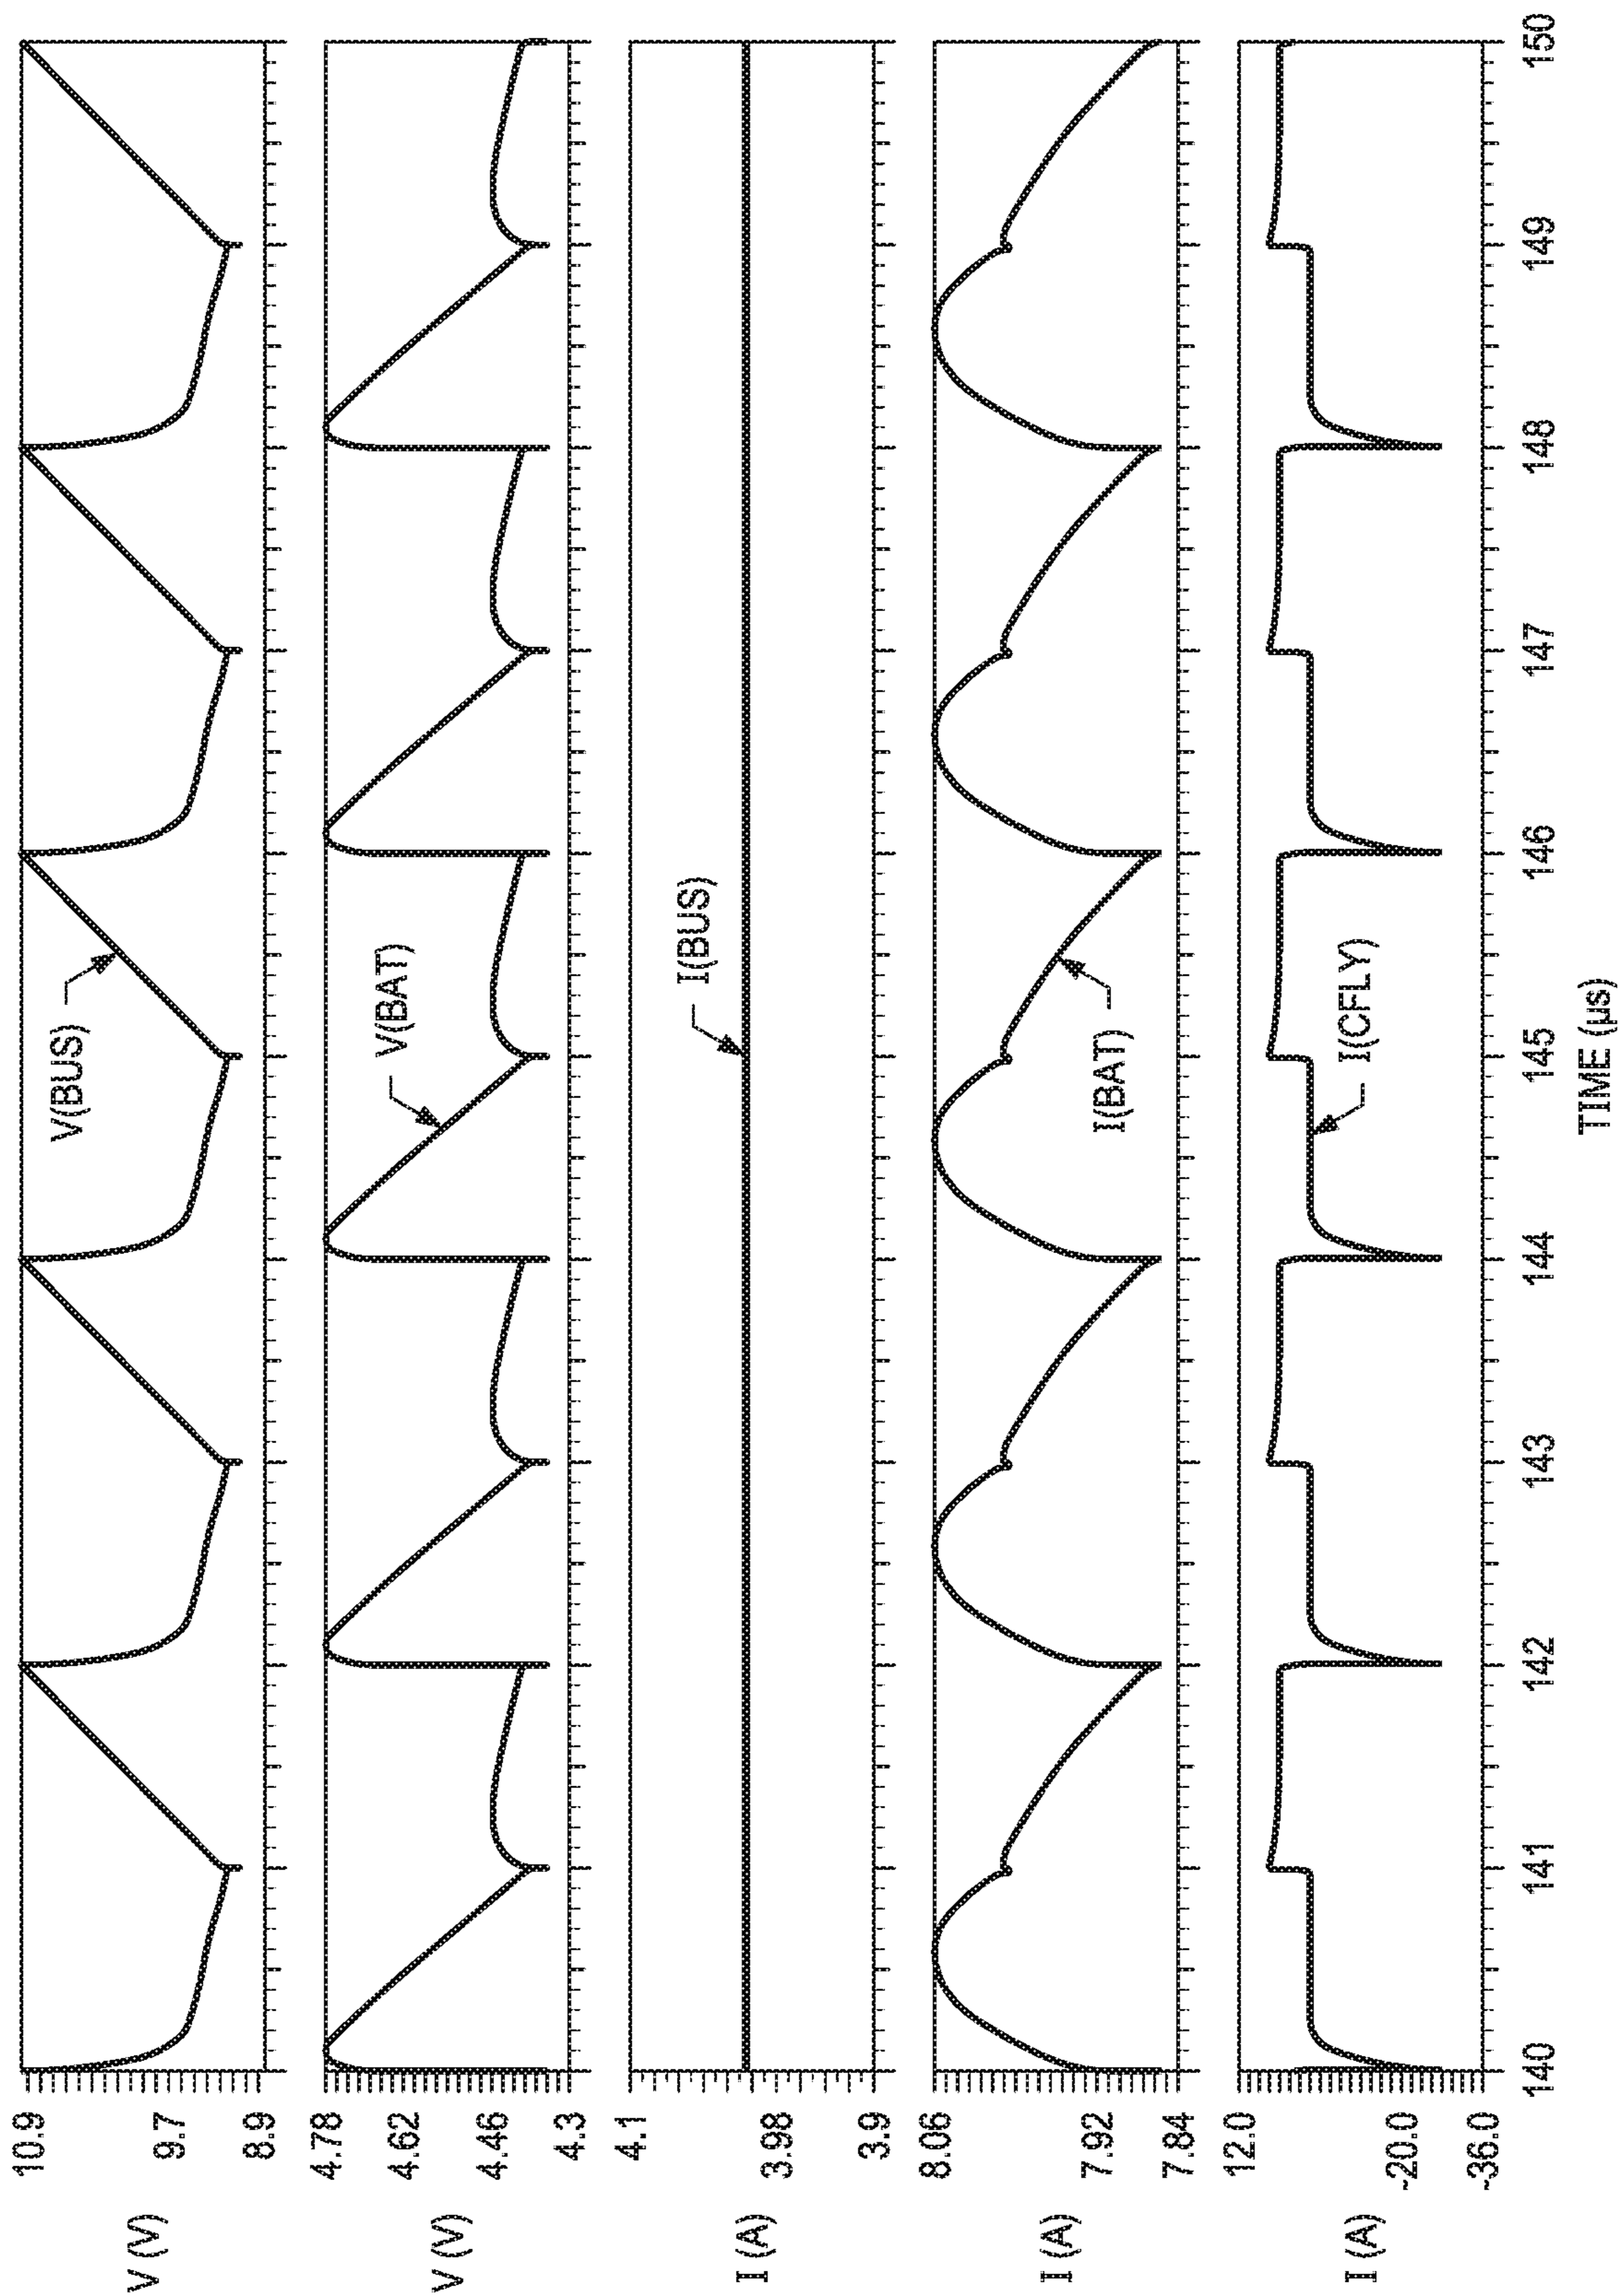 V (V)
10.9
9.7
8.9
V(BUS)
V (V)
4.78
4.62
4.46
4.3
V(BAT)
I (A)
4.1
3.98
3.9
I(BUS)
I (A)
8.06
7.92
7.84
I(BAT)
I (A)
12.0
-20.0
-36.0
I(CFLY)
140 141 142 143 144 145 146 147 148 149 150
TIME (µs)